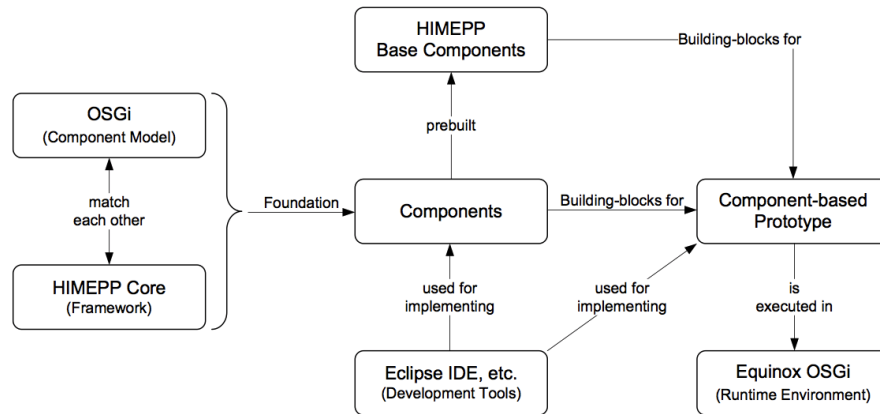 HIMEPP
Base Components
Building-blocks for
OSGi
(Component Model)
prebuilt
match
each other
Foundation
Components
Building-blocks for
Component-based
Prototype
HIMEPP Core
(Framework)
used for
implementing
used for
implementing
is
executed in
Eclipse IDE, etc.
(Development Tools)
Equinox OSGi
(Runtime Environment)